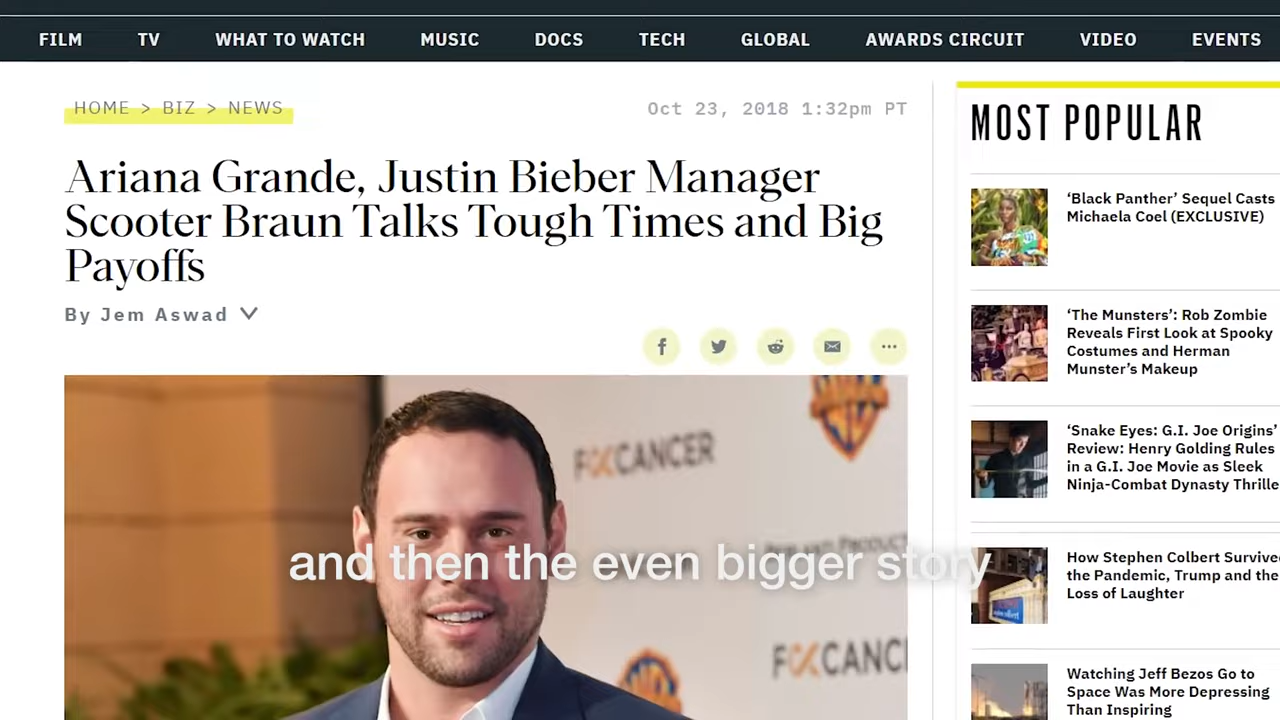 FILM TV WHAT TO WATCH MUSIC DOCS TECH GLOBAL AWARDS CIRCUIT VIDEO EVENTS
HOME > BIZ > NEWS
Oct 23, 2018 1:32pm PT
Ariana Grande, Justin Bieber Manager
Scooter Braun Talks Tough Times and Big
Payoffs
By Jem Aswad
FXCANCER
FXCANC
and then the even bigger story
MOST POPULAR
‘Black Panther’ Sequel Casts
Michaela Coel (EXCLUSIVE)
‘The Munsters’: Rob Zombie
Reveals First Look at Spooky
Costumes and Herman
Munster’s Makeup
‘Snake Eyes: G.I. Joe Origins’
Review: Henry Golding Rules
in a G.I. Joe Movie as Sleek
Ninja-Combat Dynasty Thrille
How Stephen Colbert Survive
the Pandemic, Trump and the
Loss of Laughter
Watching Jeff Bezos Go to
Space Was More Depressing
Than Inspiring